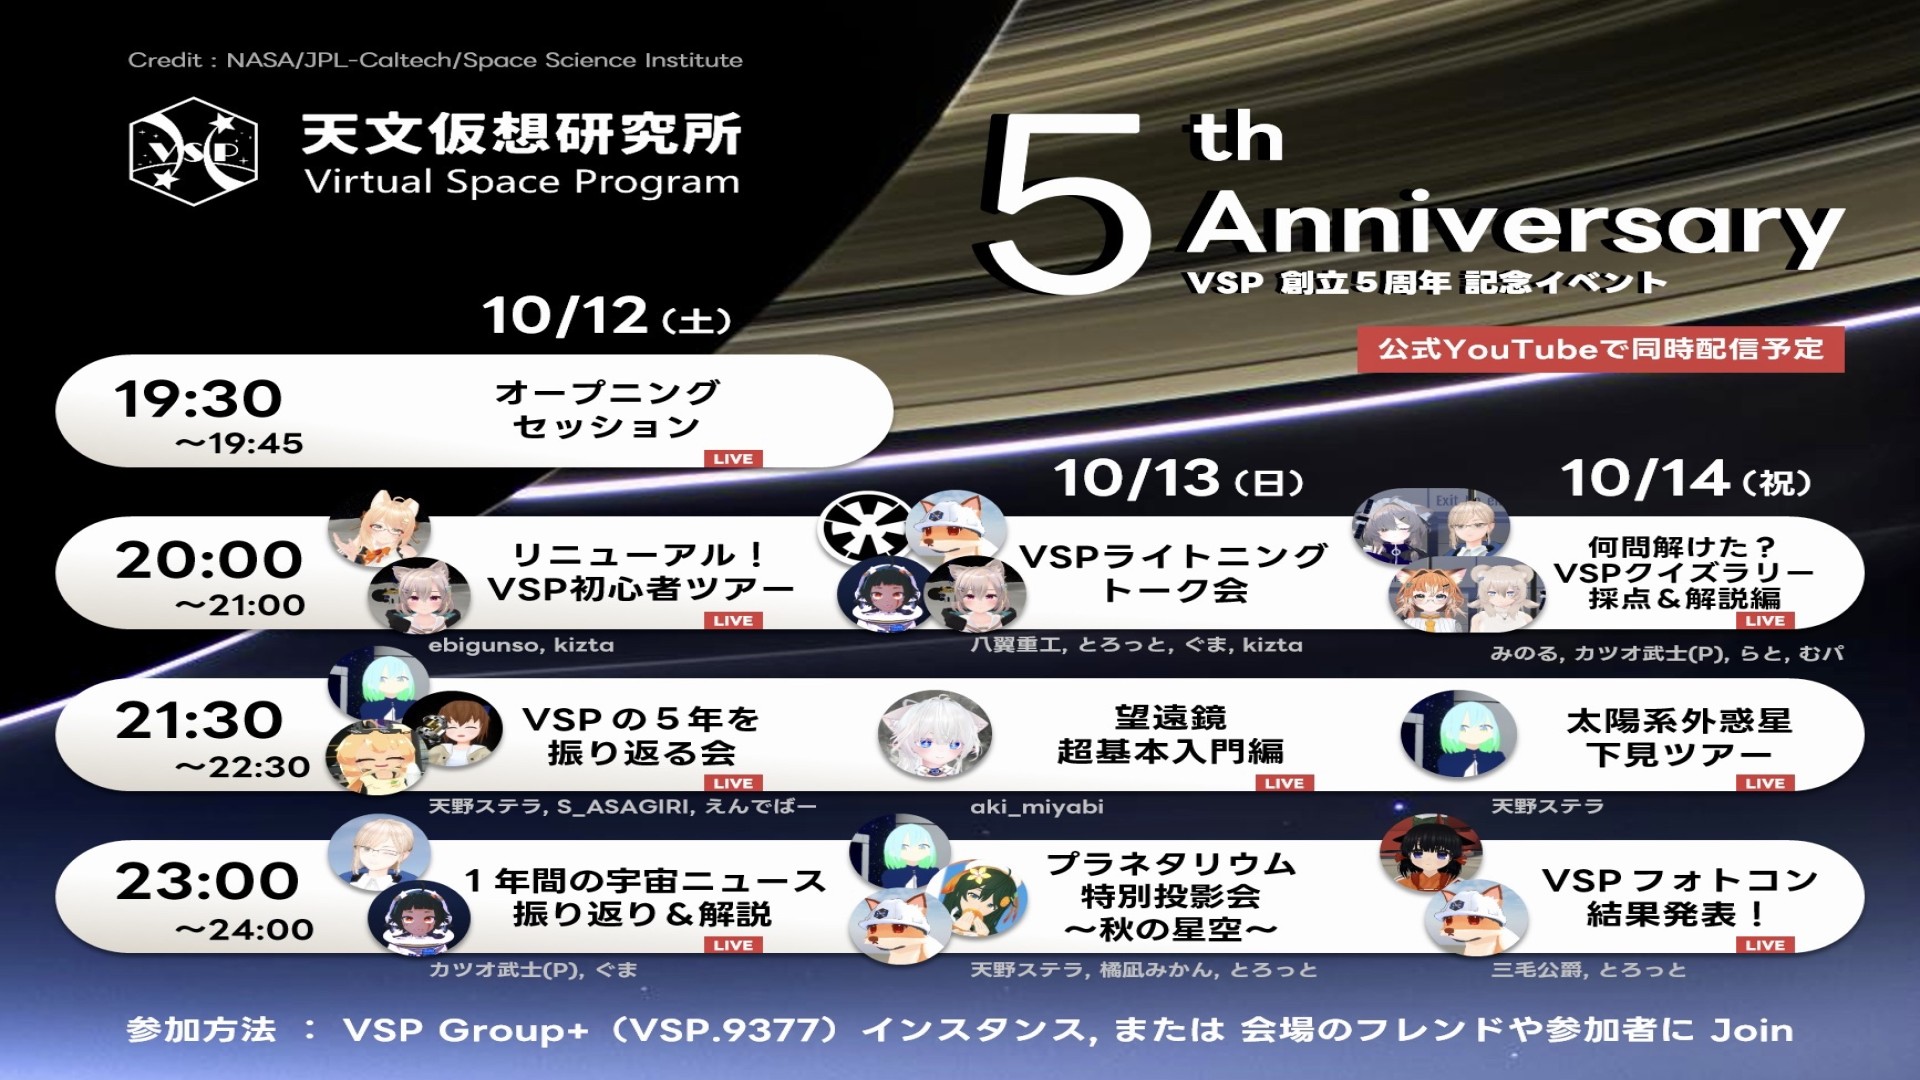 Credit : NASA/JPL-Caltech/Space Science Institute
VSP
天文仮想研究所
Virtual Space Program
5th
Anniversary
VSP 創立5周年 記念イベント
公式YouTubeで同時配信予定
10/12（土）
19:30
～19:45
オープニング
セッション
LIVE
10/13（日）
10/14（祝）
20:00
～21:00
リニューアル！
VSP初心者ツアー
LIVE
ebigunso, kizta
VSPライトニング
トーク会
八翼重工, とろっと, ぐま, kizta
何問解けた？
VSPクイズラリー
採点＆解説編
LIVE
みのる, カツオ武士(P), らと, むパ
21:30
～22:30
VSPの5年を
振り返る会
LIVE
天野ステラ, S_ASAGIRI, えんでばー
望遠鏡
超基本入門編
LIVE
aki_miyabi
太陽系外惑星
下見ツアー
LIVE
天野ステラ
23:00
～24:00
1年間の宇宙ニュース
振り返り＆解説
LIVE
カツオ武士(P), ぐま
プラネタリウム
特別投影会
～秋の星空～
天野ステラ, 橘凪みかん, とろっと
VSPフォトコン
結果発表！
LIVE
三毛公爵, とろっと
参加方法 ： VSP Group+（VSP.9377）インスタンス, または 会場のフレンドや参加者に Join